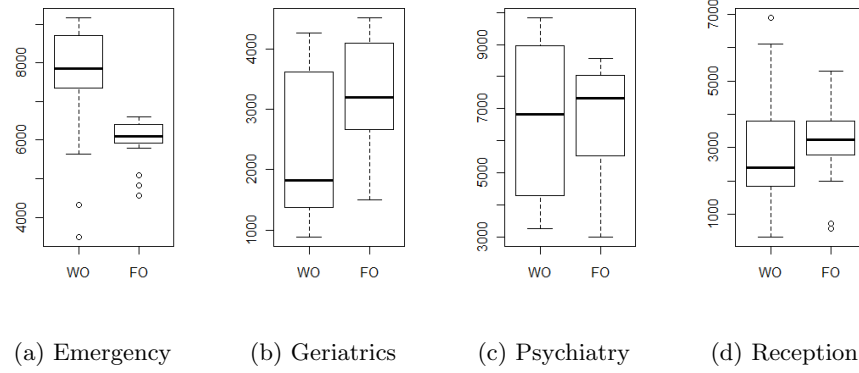 4000 6000 8000
WO FO
(a) Emergency
1000 2000 3000 4000
WO FO
(b) Geriatrics
3000 5000 7000 9000
WO FO
(c) Psychiatry
1000 3000 5000 7000
WO FO
(d) Reception